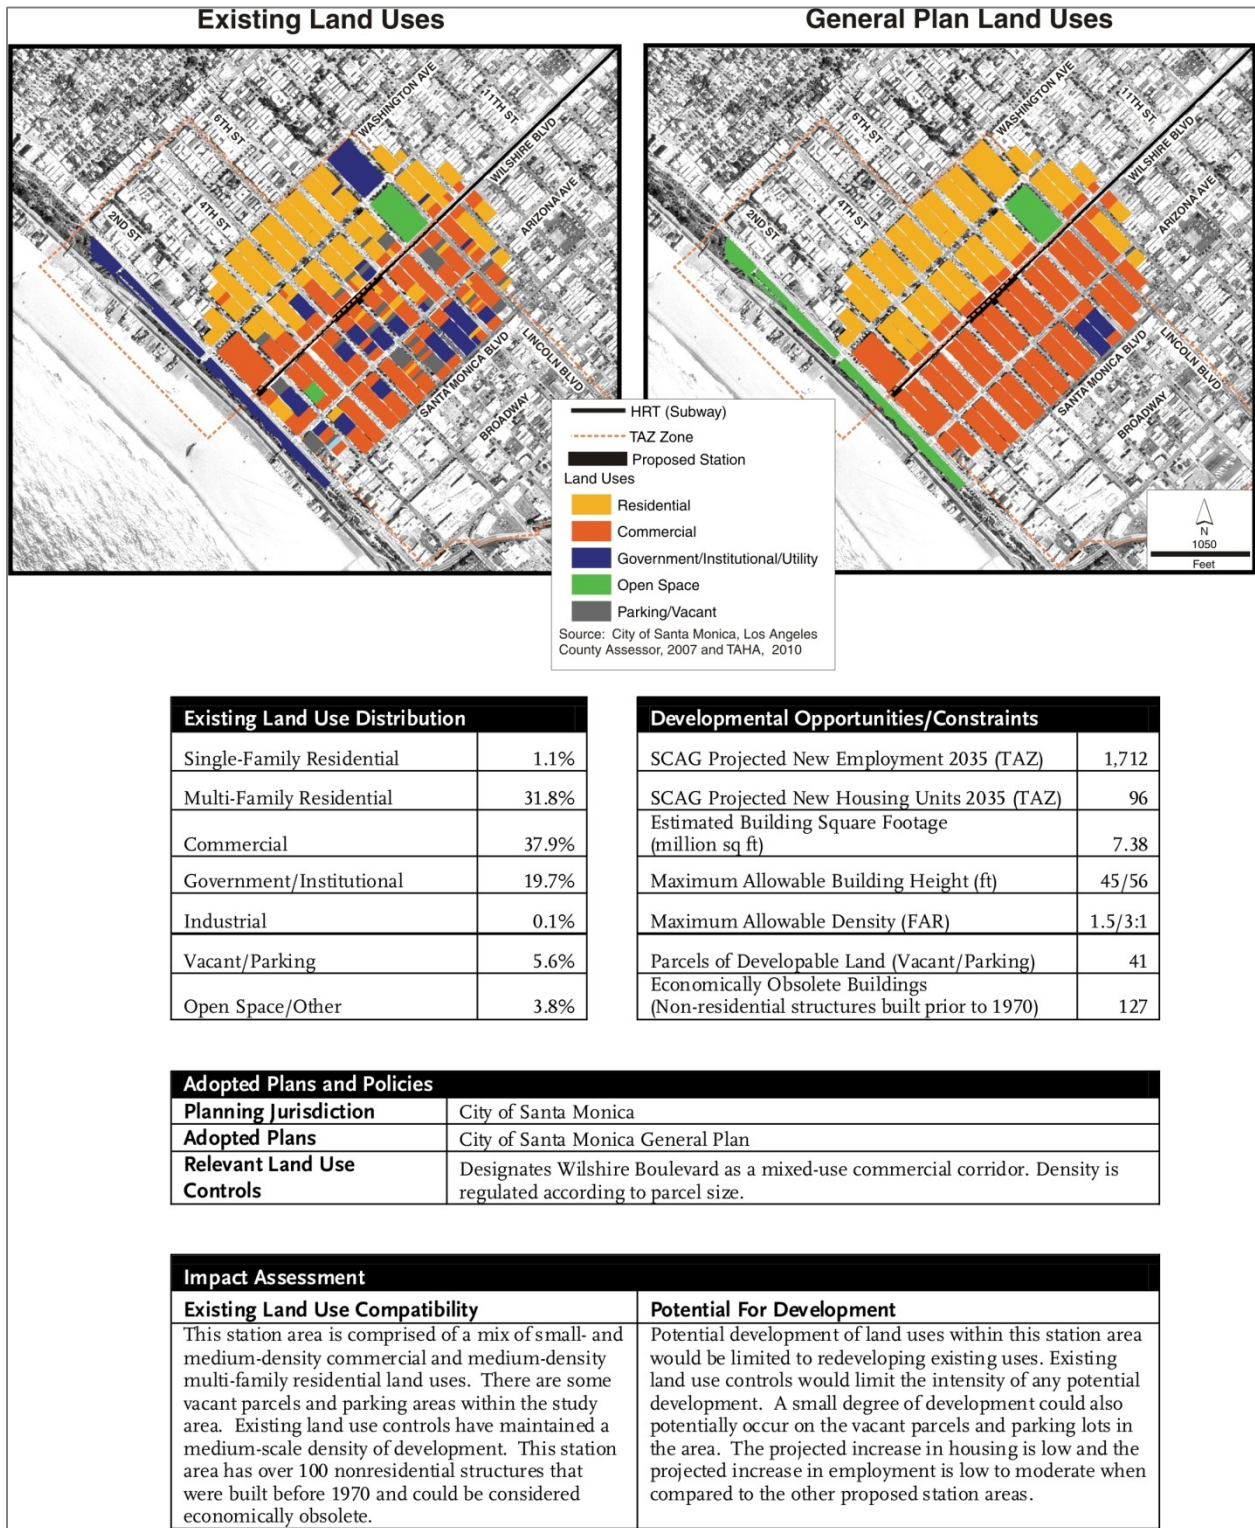 Existing Land Uses
General Plan Land Uses
6TH ST
WASHINGTON AVE
11TH ST
WILSHIRE BLVD
ARIZONA AVE
2ND ST
4TH ST
SANTA MONICA BLVD
LINCOLN BLVD
BROADWAY
6TH ST
WASHINGTON AVE
11TH ST
WILSHIRE BLVD
ARIZONA AVE
2ND ST
4TH ST
SANTA MONICA BLVD
LINCOLN BLVD
BROADWAY
HRT (Subway)
TAZ Zone
Proposed Station
Land Uses
Residential
Commercial
Government/Institutional/Utility
Open Space
Parking/Vacant
Source: City of Santa Monica, Los Angeles
County Assessor, 2007 and TAHA, 2010
N
1050
Feet
Existing Land Use Distribution
Single-Family Residential 1.1%
Multi-Family Residential 31.8%
Commercial 37.9%
Government/Institutional 19.7%
Industrial 0.1%
Vacant/Parking 5.6%
Open Space/Other 3.8%
Developmental Opportunities/Constraints
SCAG Projected New Employment 2035 (TAZ) 1,712
SCAG Projected New Housing Units 2035 (TAZ) 96
Estimated Building Square Footage
(million sq ft) 7.38
Maximum Allowable Building Height (ft) 45/56
Maximum Allowable Density (FAR) 1.5/3:1
Parcels of Developable Land (Vacant/Parking) 41
Economically Obsolete Buildings
(Non-residential structures built prior to 1970) 127
Adopted Plans and Policies
Planning Jurisdiction City of Santa Monica
Adopted Plans City of Santa Monica General Plan
Relevant Land Use
Controls
Designates Wilshire Boulevard as a mixed-use commercial corridor. Density is
regulated according to parcel size.
Impact Assessment
Existing Land Use Compatibility
This station area is comprised of a mix of small- and
medium-density commercial and medium-density
multi-family residential land uses. There are some
vacant parcels and parking areas within the study
area. Existing land use controls have maintained a
medium-scale density of development. This station
area has over 100 nonresidential structures that
were built before 1970 and could be considered
economically obsolete.
Potential For Development
Potential development of land uses within this station area
would be limited to redeveloping existing uses. Existing
land use controls would limit the intensity of any potential
development. A small degree of development could also
potentially occur on the vacant parcels and parking lots in
the area. The projected increase in housing is low and the
projected increase in employment is low to moderate when
compared to the other proposed station areas.